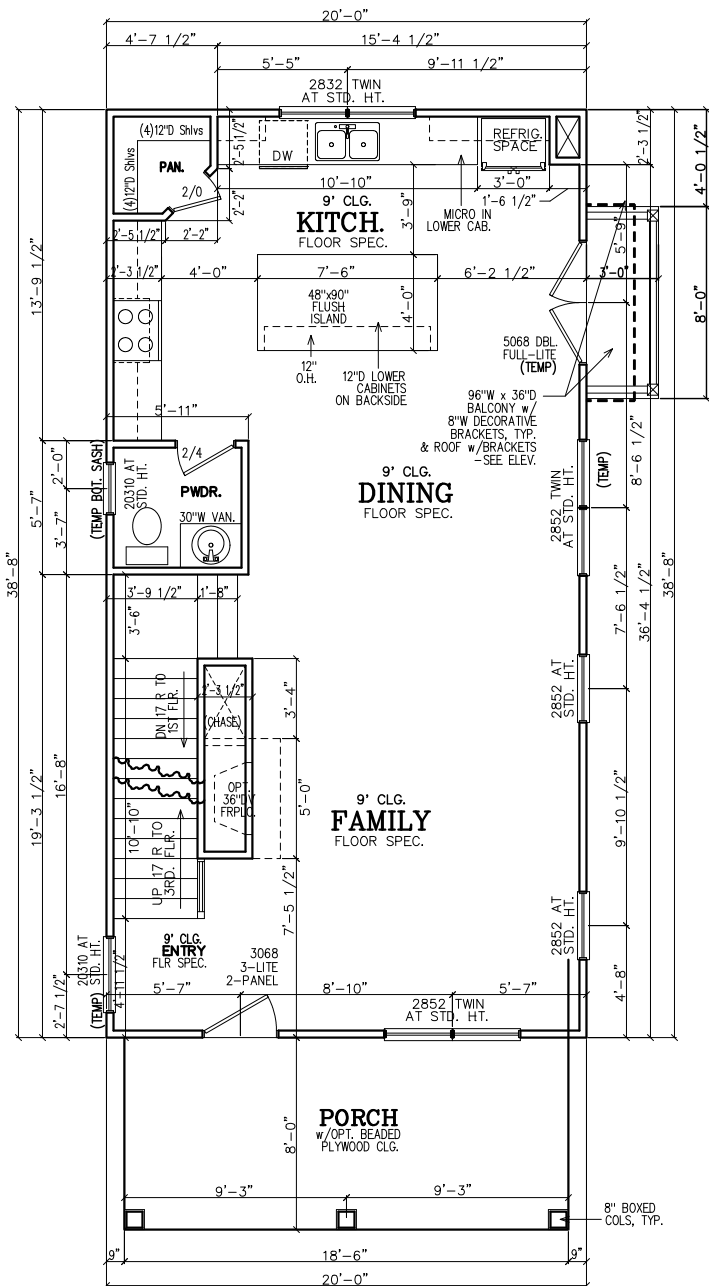 20'-0"
4'-7 1/2"
15'-4 1/2"
5'-5"
9'-11 1/2"
2832 TWIN
AT STD. HT.
(4)12"D Shlvs
(4)12"D Shlvs
PAN.
2/0
2'-5 1/2"
2'-2"
DW
REFRIG.
SPACE
2'-3 1/2"
4'-0 1/2"
10'-10"
3'-0"
1'-6 1/2"
9' CLG.
KITCH.
FLOOR SPEC.
3'-9"
MICRO IN
LOWER CAB.
5'-9"
2'-5 1/2"
2'-2"
2'-3 1/2"
4'-0"
7'-6"
6'-2 1/2"
3'-0"
8'-0"
13'-9 1/2"
48"x90"
FLUSH
ISLAND
4'-0"
12"
O.H.
12"D LOWER
CABINETS
ON BACKSIDE
5068 DBL.
FULL-LITE
(TEMP)
96"W x 36"D
BALCONY w/
8"W DECORATIVE
BRACKETS, TYP.
& ROOF w/BRACKETS
-SEE ELEV.
8'-6 1/2"
5'-11"
2/4
2'-0"
(TEMP BOT. SASH)
20310 AT
STD. HT.
PWDR.
30"W VAN.
5'-7"
3'-7"
9' CLG.
DINING
FLOOR SPEC.
2852 TWIN
AT STD. HT.
(TEMP)
38'-8"
7'-6 1/2"
36'-4 1/2"
38'-8"
3'-9 1/2"
1'-8"
3'-6"
DN 17 R TO
1ST FLR.
2'-3 1/2"
(CHASE)
3'-4"
2852 AT
STD. HT.
16'-8"
19'-3 1/2"
OPT.
36"DV
FRPLC.
5'-0"
9' CLG.
FAMILY
FLOOR SPEC.
9'-10 1/2"
10'-10"
UP 17 R TO
3RD. FLR.
7'-5 1/2"
2852 AT
STD. HT.
9' CLG.
ENTRY
FLR SPEC.
3068
3-LITE
2-PANEL
20310 AT
STD. HT.
(TEMP)
2'-7 1/2"
4'-11 1/2"
5'-7"
8'-10"
5'-7"
4'-8"
2852 TWIN
AT STD. HT.
8'-0"
PORCH
w/OPT. BEADED
PLYWOOD CLG.
9'-3"
9'-3"
8" BOXED
COLS, TYP.
9"
18'-6"
9"
20'-0"